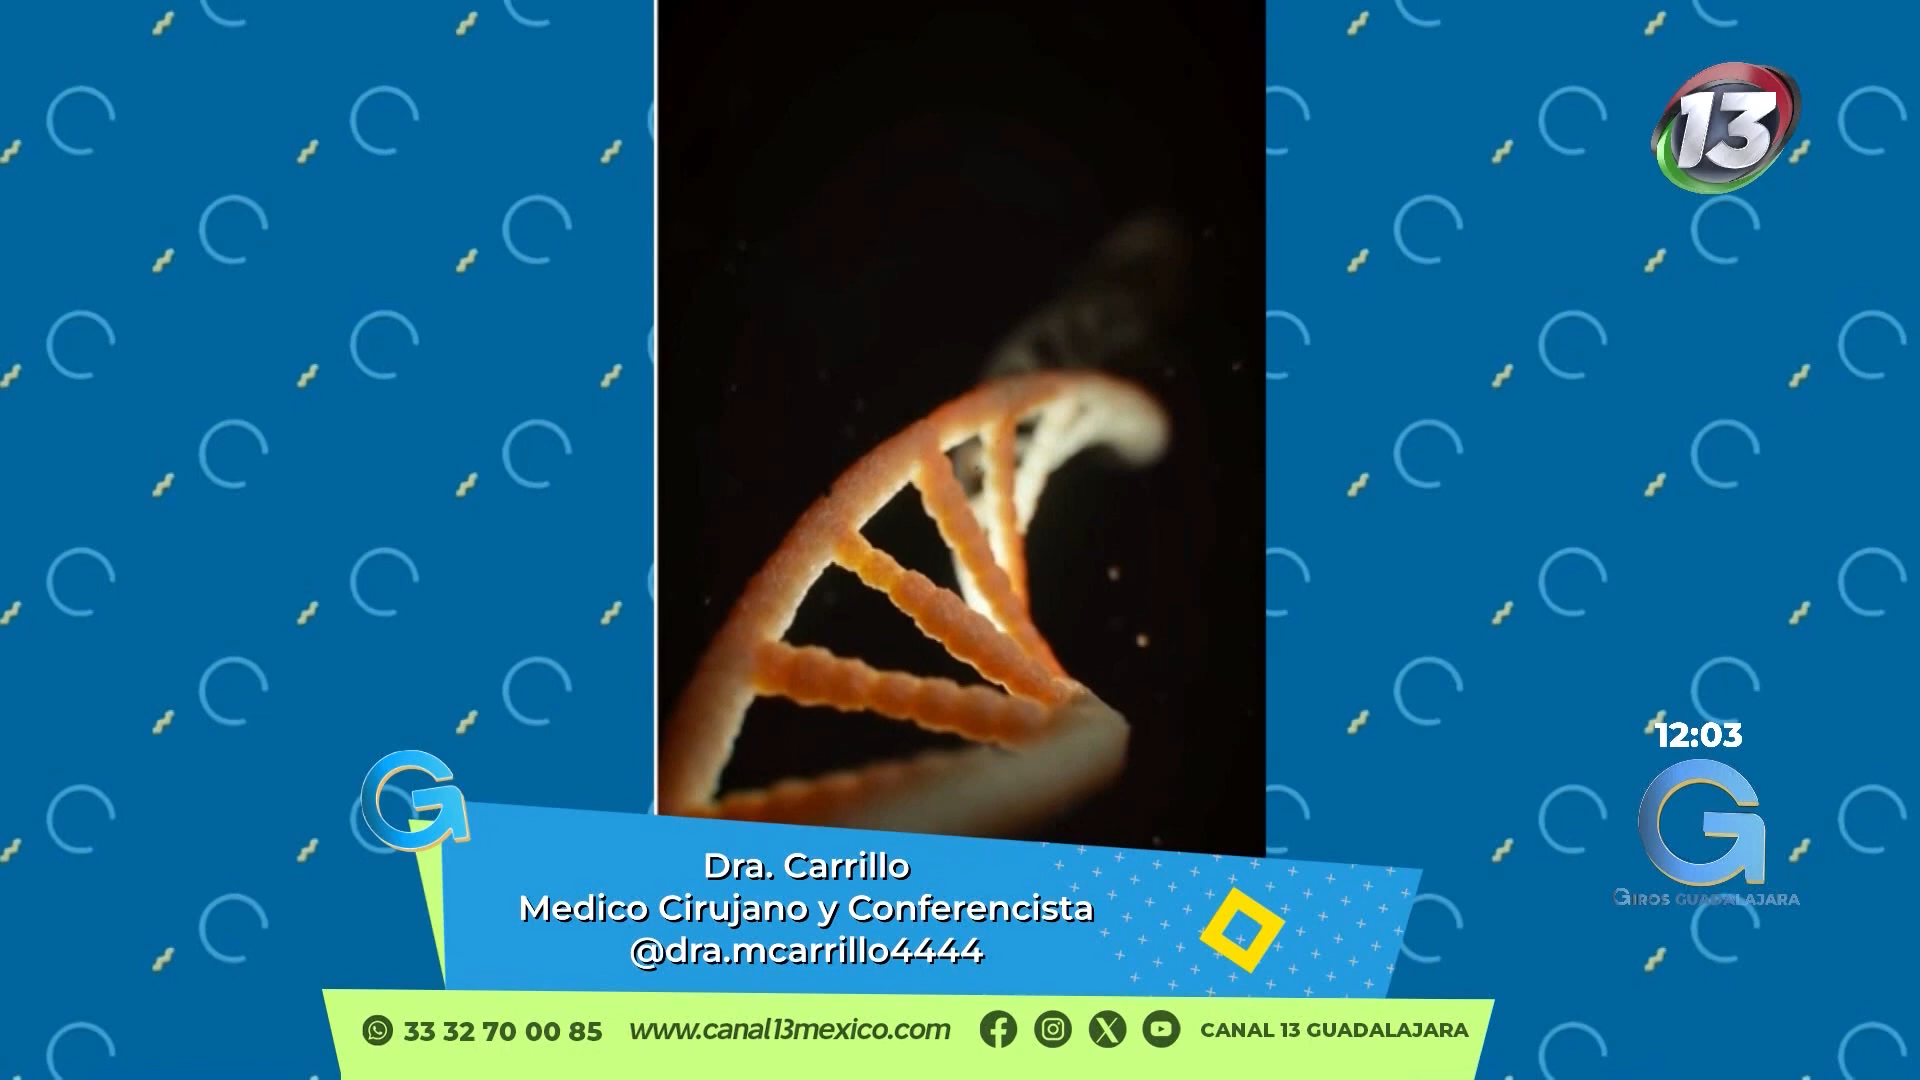 13
12:03
G
GIROS GUADALAJARA
G
Dra. Carrillo
Medico Cirujano y Conferencista
@dra.mcarrillo4444
33 32 70 00 85 www.canal13mexico.com CANAL 13 GUADALAJARA